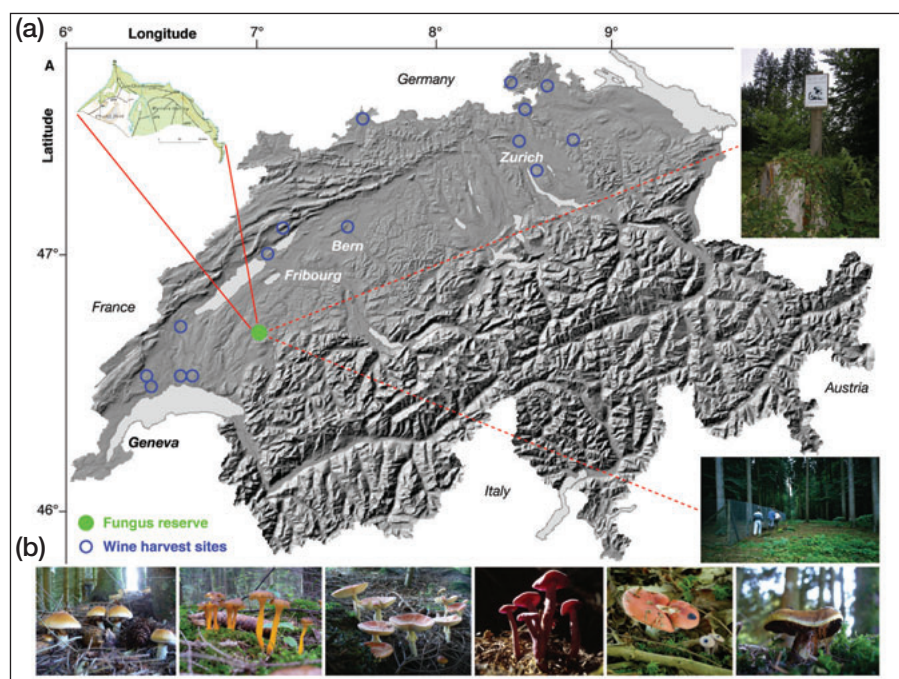 (a)
6° 7° 8° 9°
Longitude
A
Latitude
Germany
Zurich
47°
Bern
Fribourg
France
Austria
Geneva
Italy
46°
Fungus reserve
Wine harvest sites
(b)